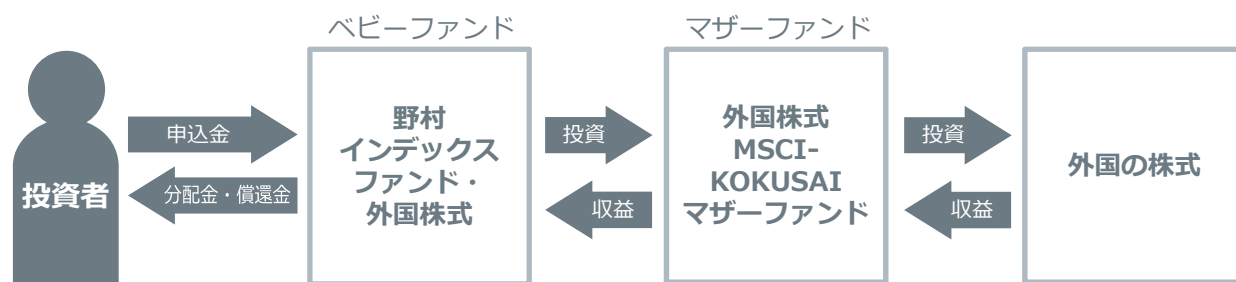 ベビーファンド
マザーファンド
投資者
申込金
分配金・償還金
野村
インデックス
ファンド・
外国株式
投資
収益
外国株式
MSCI-
KOKUSAI
マザーファンド
投資
収益
外国の株式